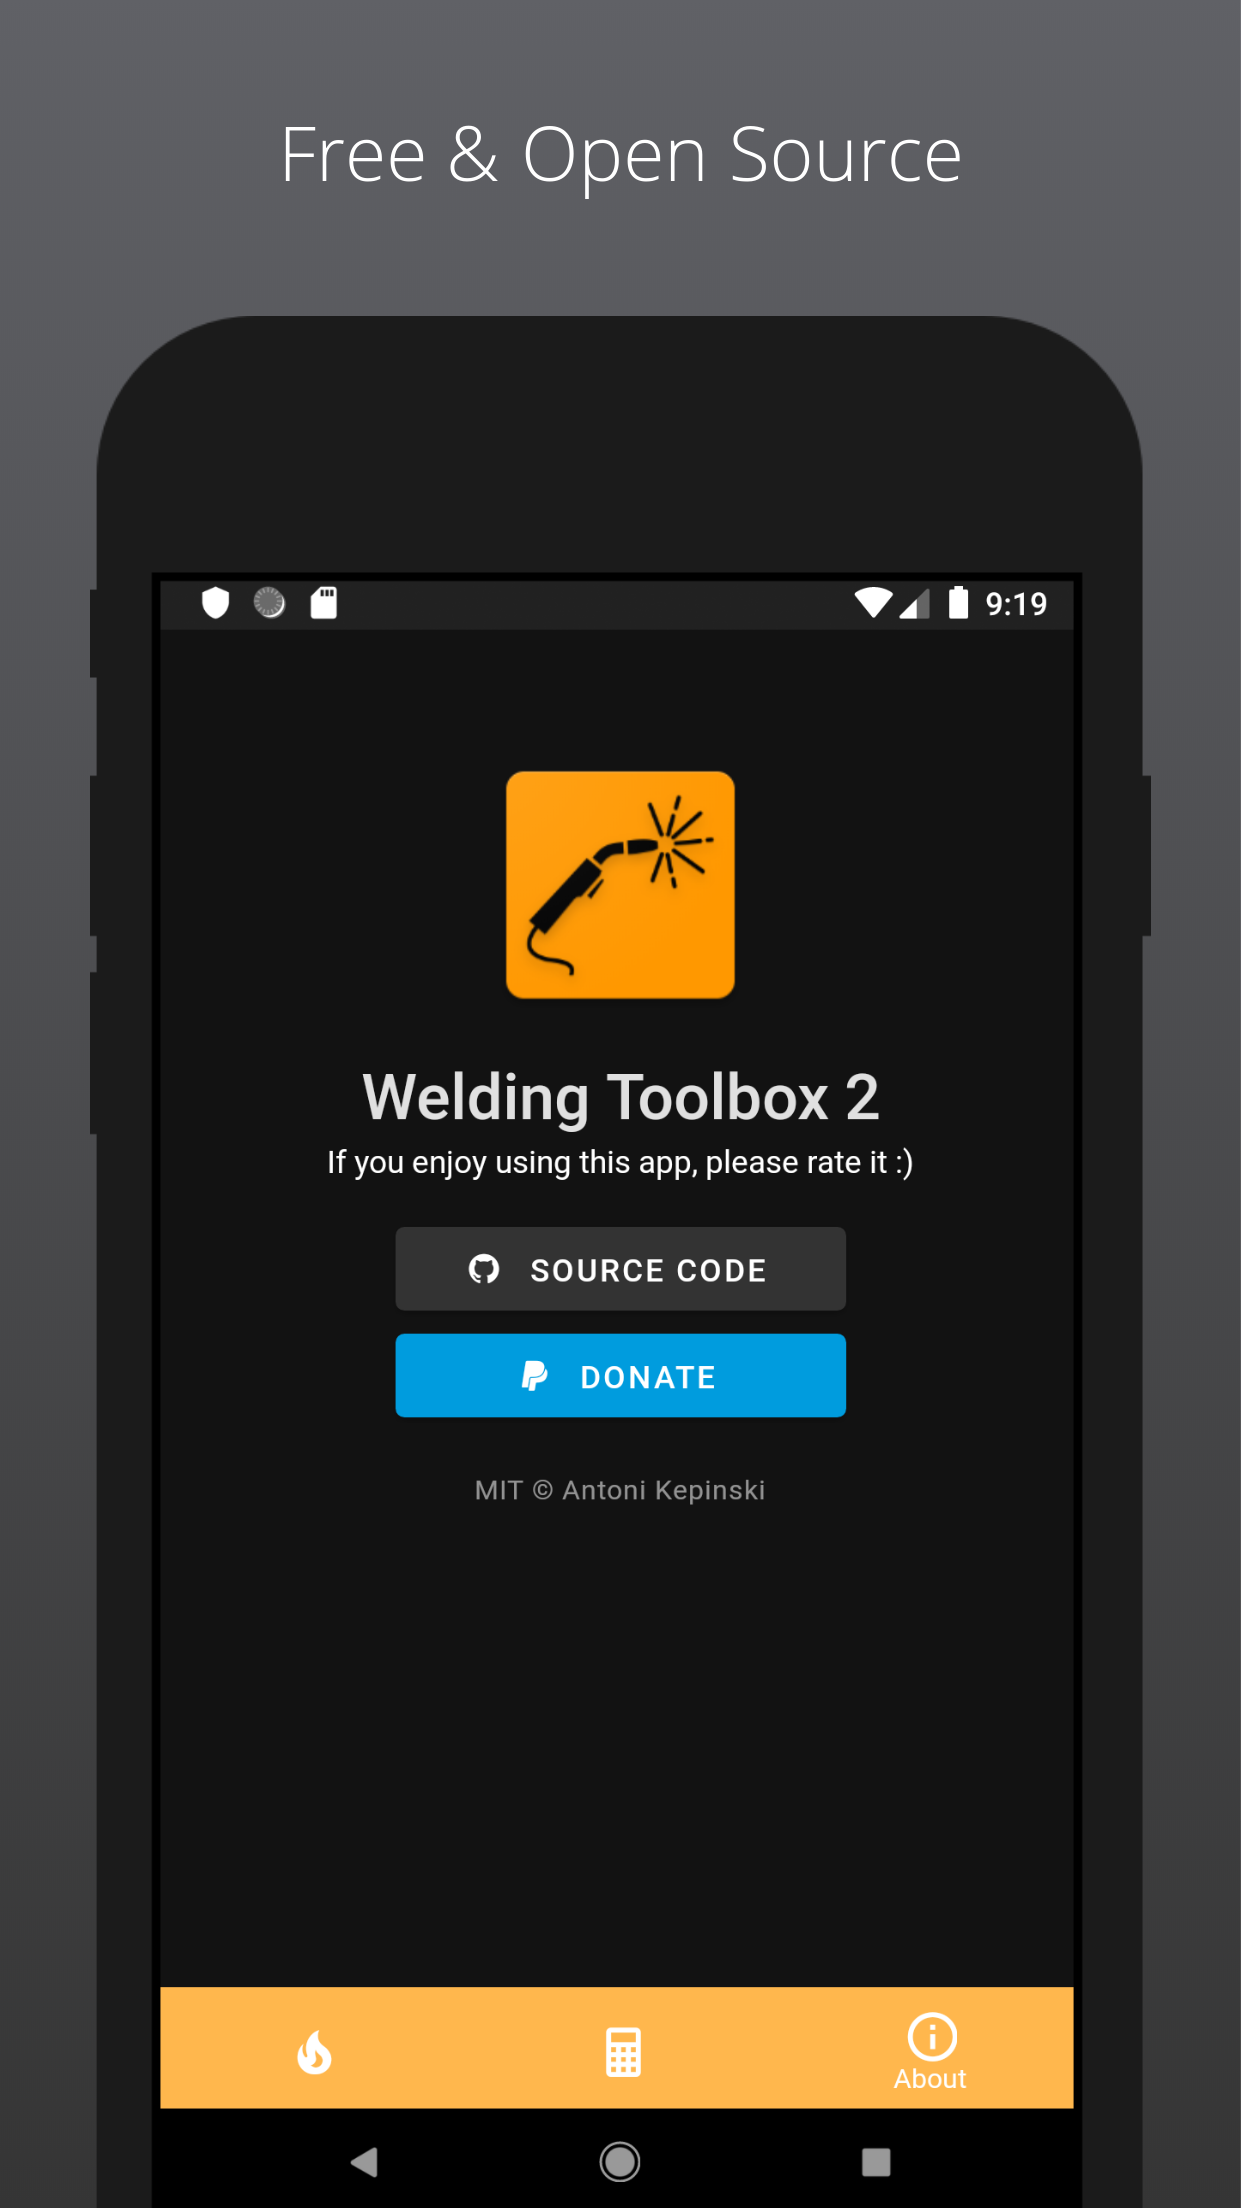 Free & Open Source
9:19
Welding Toolbox 2
If you enjoy using this app, please rate it :)
SOURCE CODE
DONATE
MIT © Antoni Kepinski
About